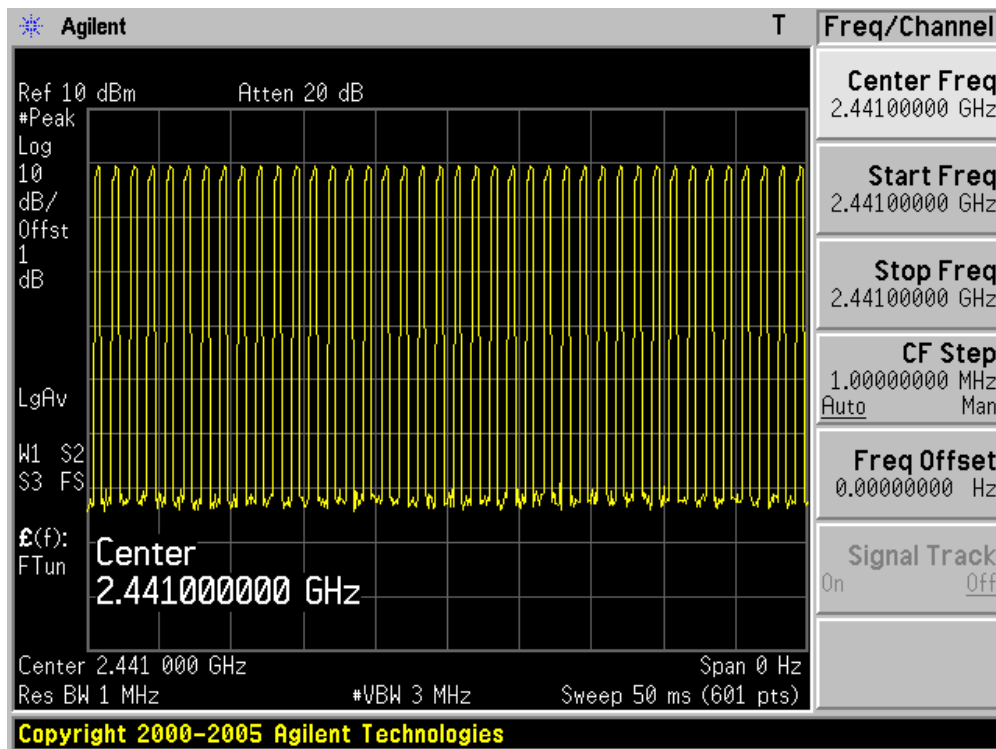 Agilent T Freq/Channel
Ref 10 dBm Atten 20 dB
#Peak
Log
10
dB/
Offst
1
dB
LgAv
W1 S2
S3 FS
£(f):
FTun
Center
2.441000000 GHz
Center 2.441 000 GHz Span 0 Hz
Res BW 1 MHz #VBW 3 MHz Sweep 50 ms (601 pts)
Center Freq
2.44100000 GHz
Start Freq
2.44100000 GHz
Stop Freq
2.44100000 GHz
CF Step
1.00000000 MHz
Auto Man
Freq Offset
0.00000000 Hz
Signal Track
On Off
Copyright 2000-2005 Agilent Technologies